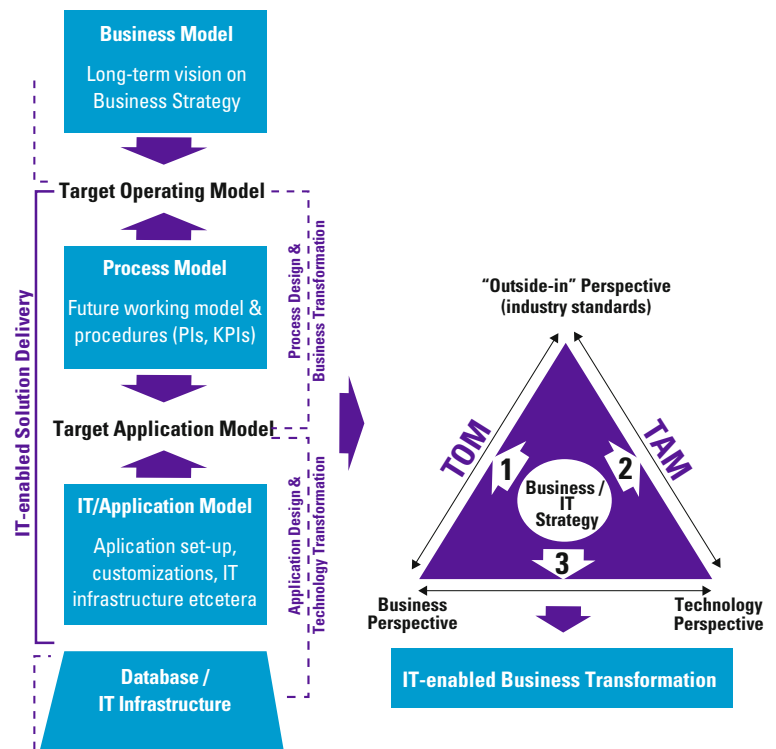 Business Model
Long-term vision on
Business Strategy
Target Operating Model
Process Model
Future working model &
procedures (PIs, KPIs)
Target Application Model
IT/Application Model
Aplication set-up,
customizations, IT
infrastructure etcetera
Database /
IT Infrastructure
IT-enabled Solution Delivery
Process Design &
Business Transformation
Application Design &
Technology Transformation
“Outside-in” Perspective
(industry standards)
TOM
TAM
1
2
Business /
IT
Strategy
3
Business
Perspective
Technology
Perspective
IT-enabled Business Transformation